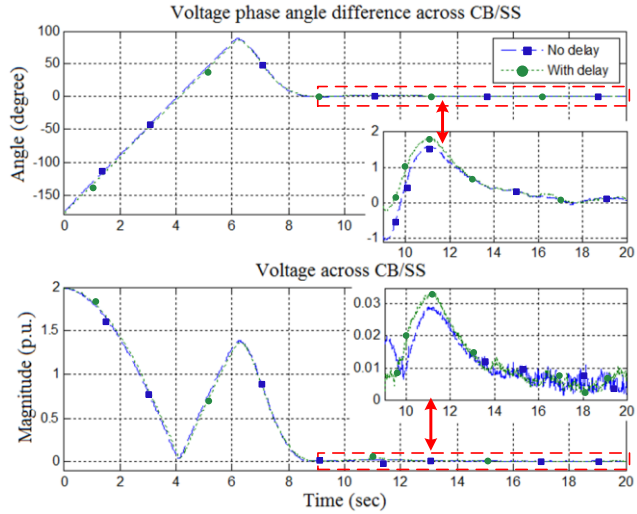 Voltage phase angle difference across CB/SS
Angle (degree)
100
50
0
-50
-100
-150
0 2 4 6 8 10 20
No delay
With delay
2
1
0
-1
10 12 14 16 18 20
Voltage across CB/SS
Magnitude (p.u.)
2
1.5
1
0.5
0
0.03
0.02
0.01
0
10 12 14 16 18 20
0 2 4 6 8 10 12 14 16 18 20
Time (sec)